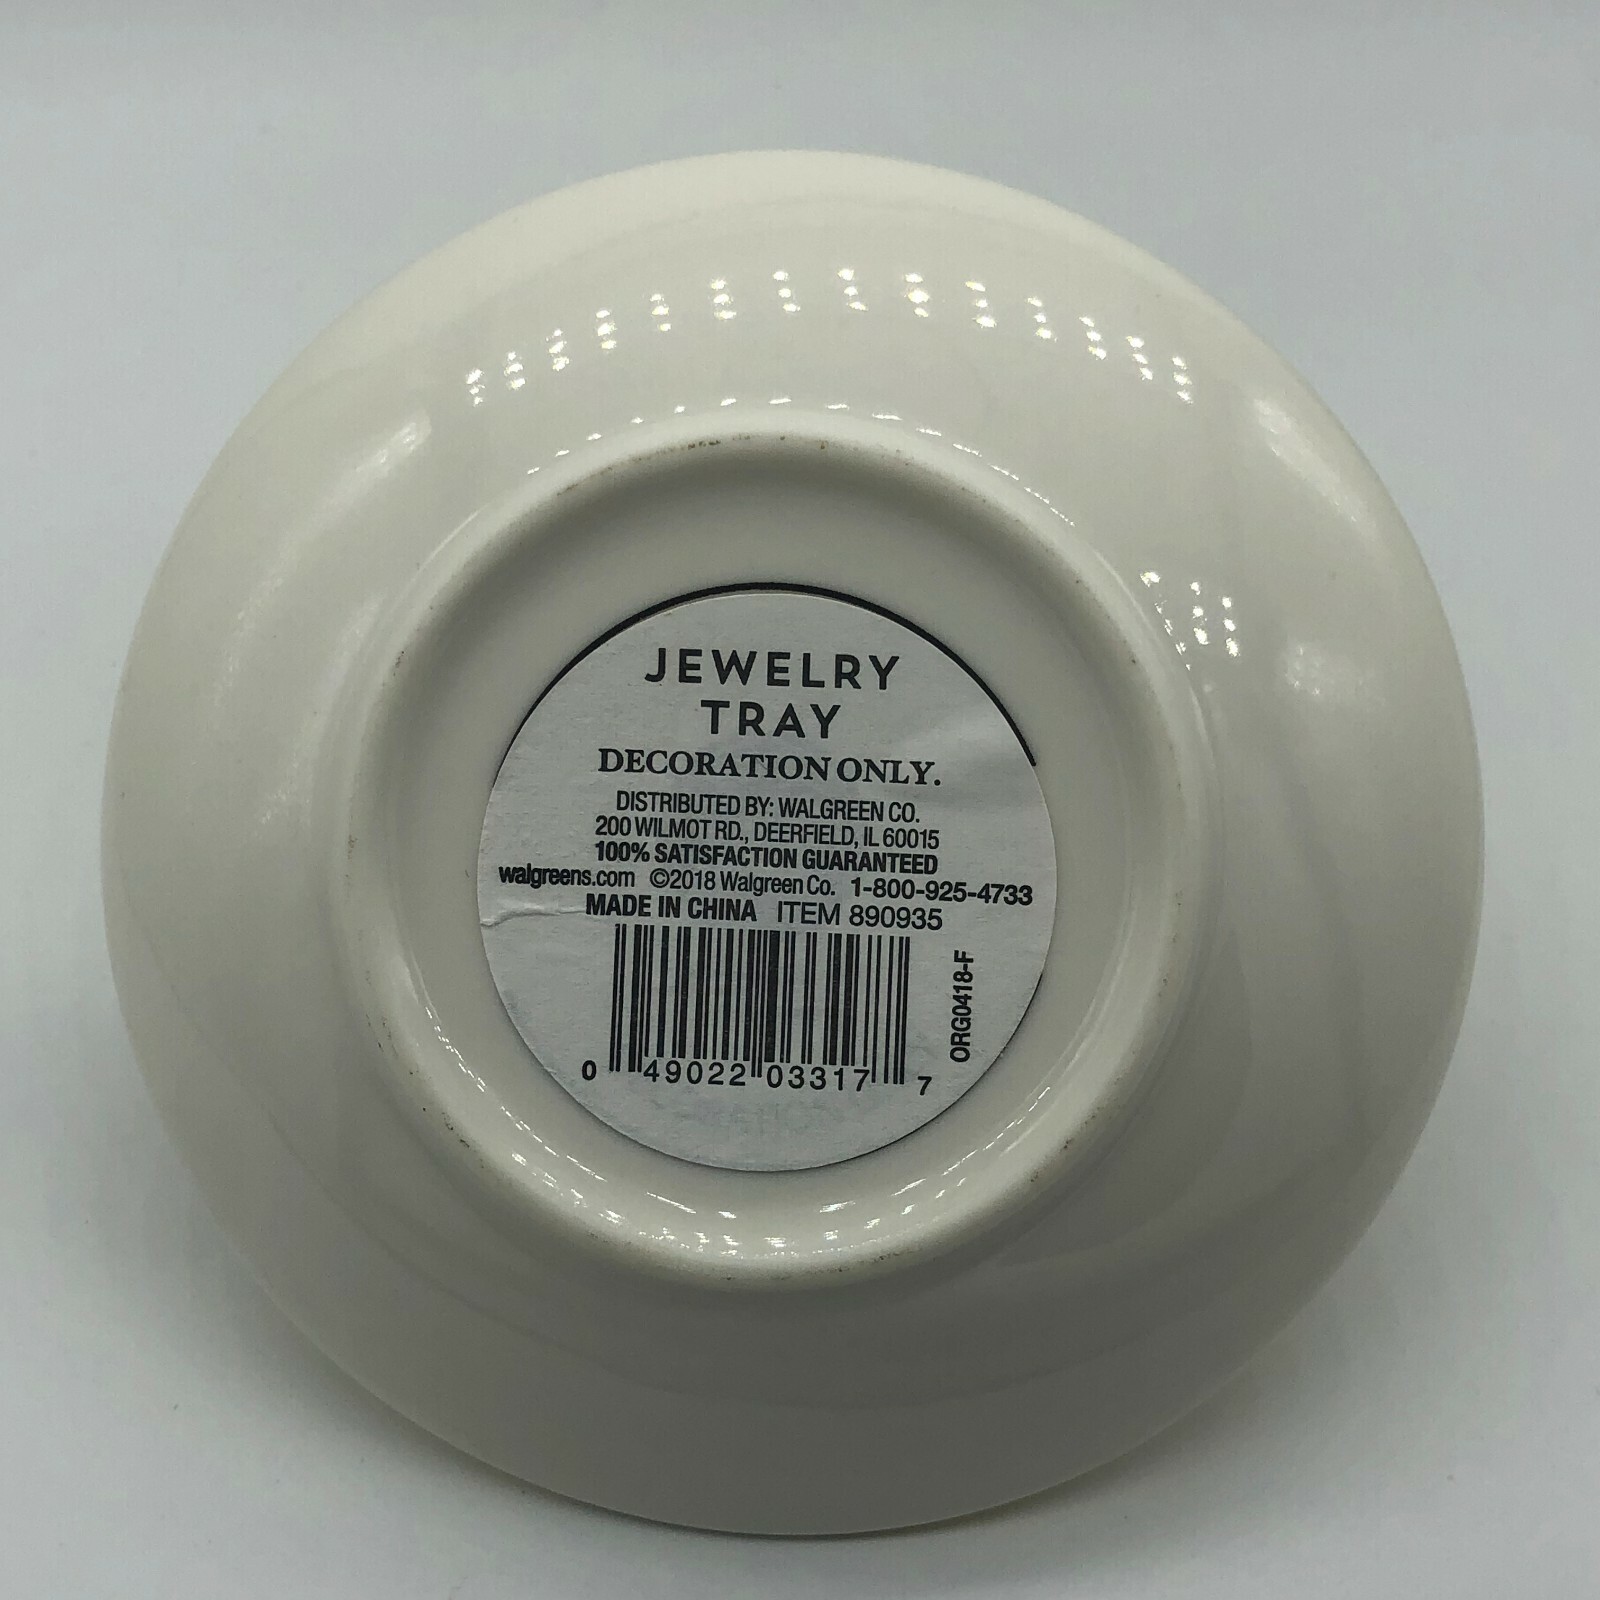 JEWELRY
TRAY
DECORATION ONLY.
DISTRIBUTED BY: WALGREEN CO.
200 WILMOT RD., DEERFIELD, IL 60015
100% SATISFACTION GUARANTEED
walgreens.com ©2018 Walgreen Co. 1-800-925-4733
MADE IN CHINA ITEM 890935
ORG0418-F
0 49022 03317 7